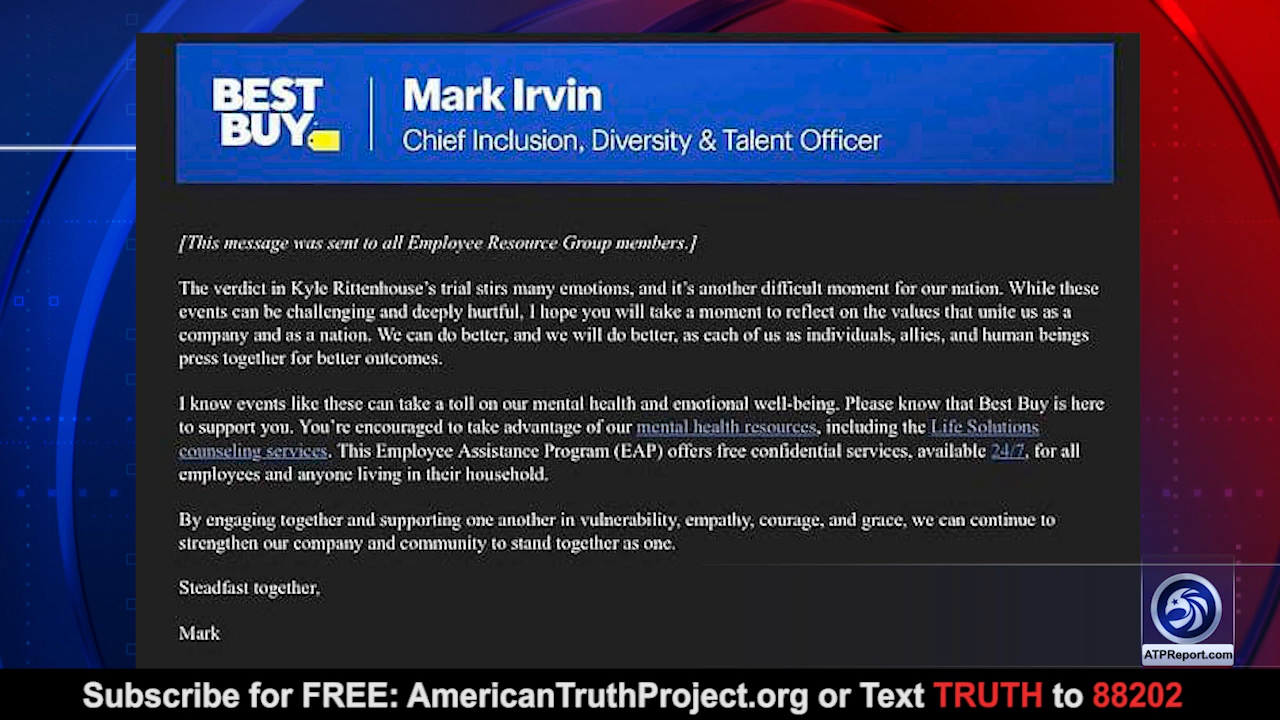 BEST
BUY
Mark Irvin
Chief Inclusion, Diversity & Talent Officer
[This message was sent to all Employee Resource Group members.]
The verdict in Kyle Rittenhouse's trial stirs many emotions, and it's another difficult moment for our nation. While these
events can be challenging and deeply hurtful, I hope you will take a moment to reflect on the values that unite us as a
company and as a nation. We can do better, and we will do better, as each of us as individuals, allies, and human beings
press together for better outcomes.
I know events like these can take a toll on our mental health and emotional well-being. Please know that Best Buy is here
to support you. You're encouraged to take advantage of our mental health resources, including the Life Solutions
counseling services. This Employee Assistance Program (EAP) offers free confidential services, available 24/7, for all
employees and anyone living in their household.
By engaging together and supporting one another in vulnerability, empathy, courage, and grace, we can continue to
strengthen our company and community to stand together as one.
Steadfast together,
Mark
ATPReport.com
Subscribe for FREE: AmericanTruthProject.org or Text TRUTH to 88202